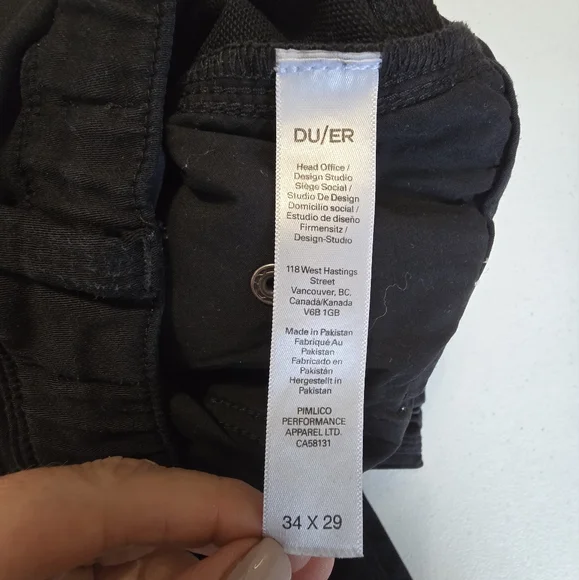 DU/ER
Head Office /
Design Studio
Siège Social /
Studio De Design
Domicilio social /
Estudio de diseño
Firmensitz /
Design-Studio
118 West Hastings
Street
Vancouver, BC.
Canada/Kanada
V6B 1GB
Made in Pakistan
Fabriqué Au
Pakistan
Fabricado en
Pakistán
Hergestellt in
Pakistan
PIMLICO
PERFORMANCE
APPAREL LTD.
CA58131
34 X 29